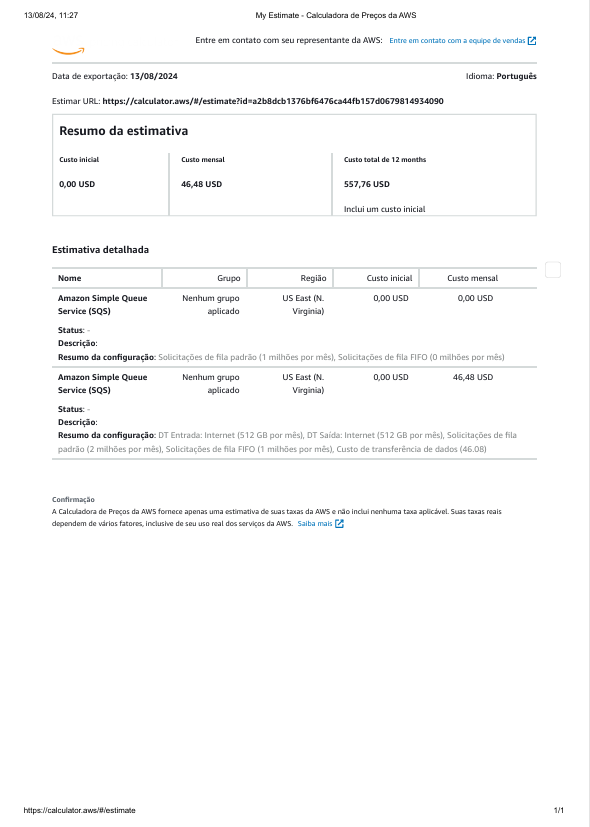 13/08/24, 11:27
My Estimate - Calculadora de Preços da AWS
Entre em contato com seu representante da AWS: Entre em contato com a equipe de vendas
Data de exportação: 13/08/2024
Idioma: Português
Estimar URL: https://calculator.aws/#/estimate?id=a2b8dcb1376bf6476ca44fb157d0679814934090
Resumo da estimativa
Custo inicial
Custo mensal
Custo total de 12 months
0,00 USD
46,48 USD
557,76 USD
Inclui um custo inicial
Estimativa detalhada
Nome Grupo Região Custo inicial Custo mensal
Amazon Simple Queue Nenhum grupo US East (N. 0,00 USD 0,00 USD
Service (SQS) aplicado Virginia)
Status: -
Descrição:
Resumo da configuração: Solicitações de fila padrão (1 milhões por mês), Solicitações de fila FIFO (0 milhões por mês)
Amazon Simple Queue Nenhum grupo US East (N. 0,00 USD 46,48 USD
Service (SQS) aplicado Virginia)
Status: -
Descrição:
Resumo da configuração: DT Entrada: Internet (512 GB por mês), DT Saída: Internet (512 GB por mês), Solicitações de fila
padrão (2 milhões por mês), Solicitações de fila FIFO (1 milhões por mês), Custo de transferência de dados (46.08)
Confirmação
A Calculadora de Preços da AWS fornece apenas uma estimativa de suas taxas da AWS e não inclui nenhuma taxa aplicável. Suas taxas reais
dependem de vários fatores, inclusive de seu uso real dos serviços da AWS. Saiba mais
https://calculator.aws/#/estimate
1/1